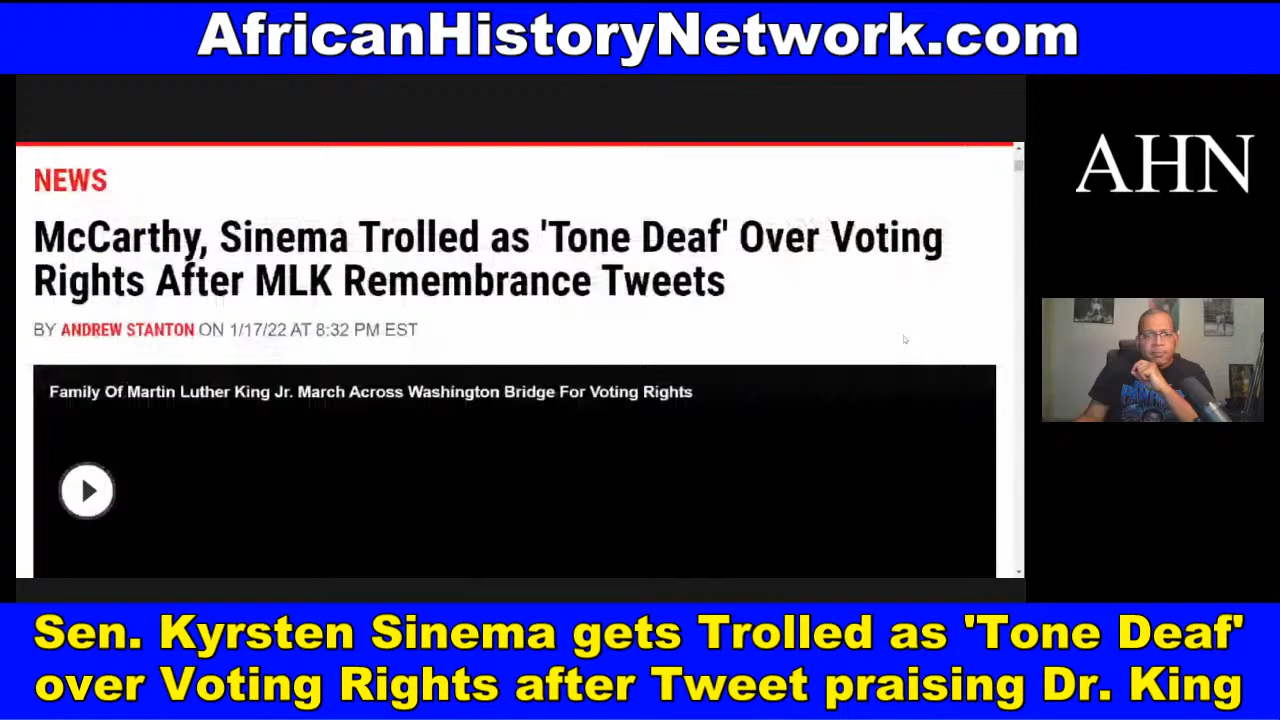 AfricanHistoryNetwork.com
AHN
NEWS
McCarthy, Sinema Trolled as 'Tone Deaf' Over Voting
Rights After MLK Remembrance Tweets
BY ANDREW STANTON ON 1/17/22 AT 8:32 PM EST
Family Of Martin Luther King Jr. March Across Washington Bridge For Voting Rights
Sen. Kyrsten Sinema gets Trolled as 'Tone Deaf'
over Voting Rights after Tweet praising Dr. King